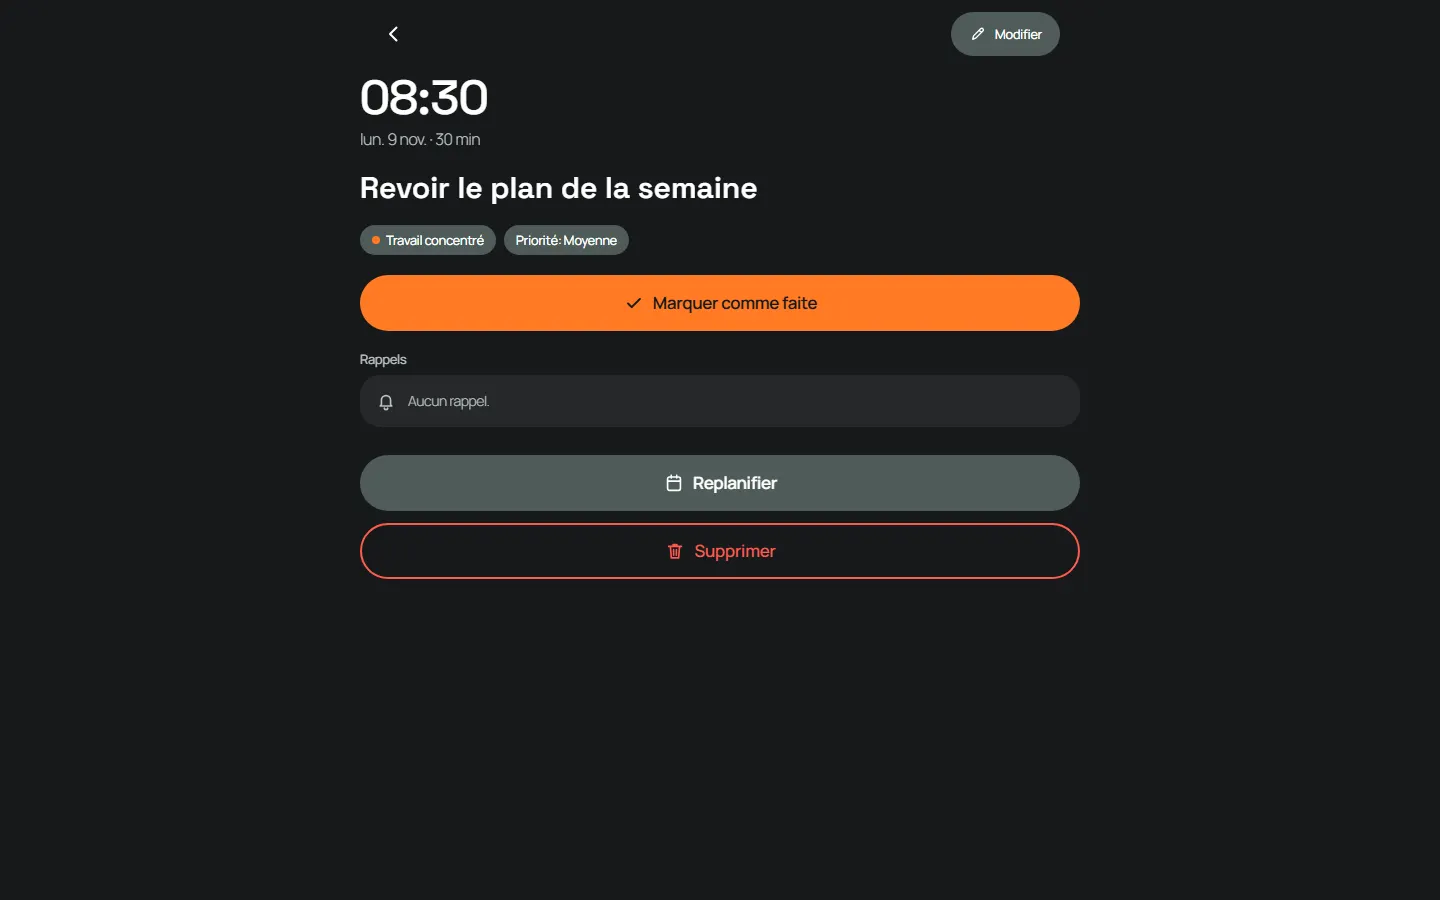 Modifier
08:30
lun. 9 nov. · 30 min
Revoir le plan de la semaine
Travail concentré
Priorité: Moyenne
Marquer comme faite
Rappels
Aucun rappel.
Replanifier
Supprimer